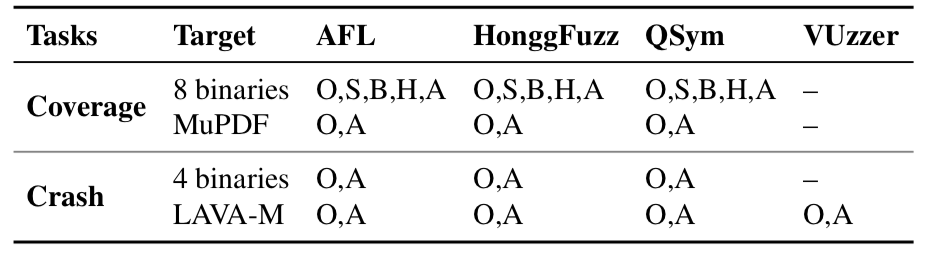 Tasks Target AFL HonggFuzz QSym VUzzer
Coverage 8 binaries O,S,B,H,A O,S,B,H,A O,S,B,H,A –
MuPDF O,A O,A O,A –
Crash 4 binaries O,A O,A O,A –
LAVA-M O,A O,A O,A O,A